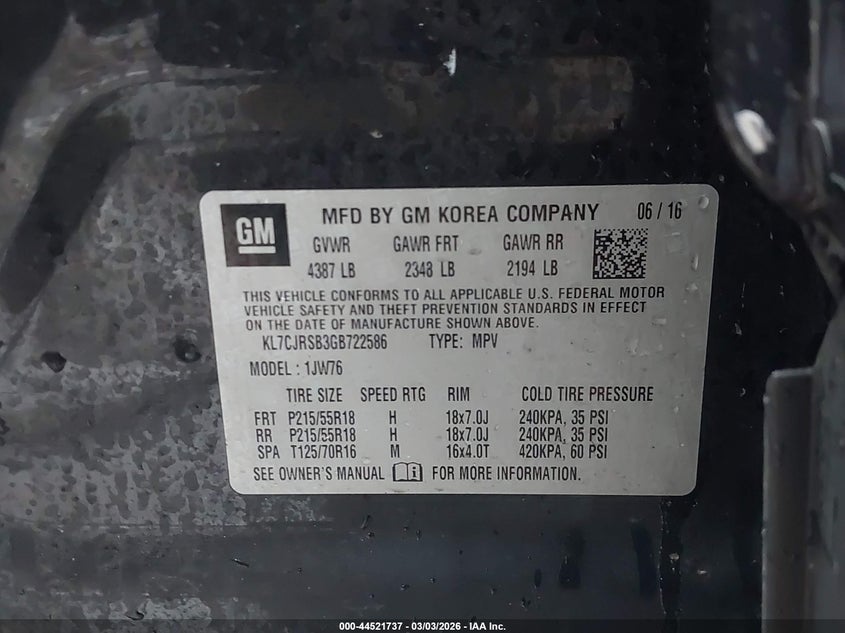 GM MFD BY GM KOREA COMPANY 06 / 16
GVWR GAWR FRT GAWR RR
4387 LB 2348 LB 2194 LB
THIS VEHICLE CONFORMS TO ALL APPLICABLE U.S. FEDERAL MOTOR
VEHICLE SAFETY AND THEFT PREVENTION STANDARDS IN EFFECT
ON THE DATE OF MANUFACTURE SHOWN ABOVE.
KL7CJRSB3GB722586 TYPE: MPV
MODEL : 1JW76
TIRE SIZE SPEED RTG RIM COLD TIRE PRESSURE
FRT P215/55R18 H 18x7.0J 240KPA, 35 PSI
RR P215/55R18 H 18x7.0J 240KPA, 35 PSI
SPA T125/70R16 M 16x4.0T 420KPA, 60 PSI
SEE OWNER'S MANUAL FOR MORE INFORMATION.
000-44521737 - 03/03/2026 - IAA Inc.